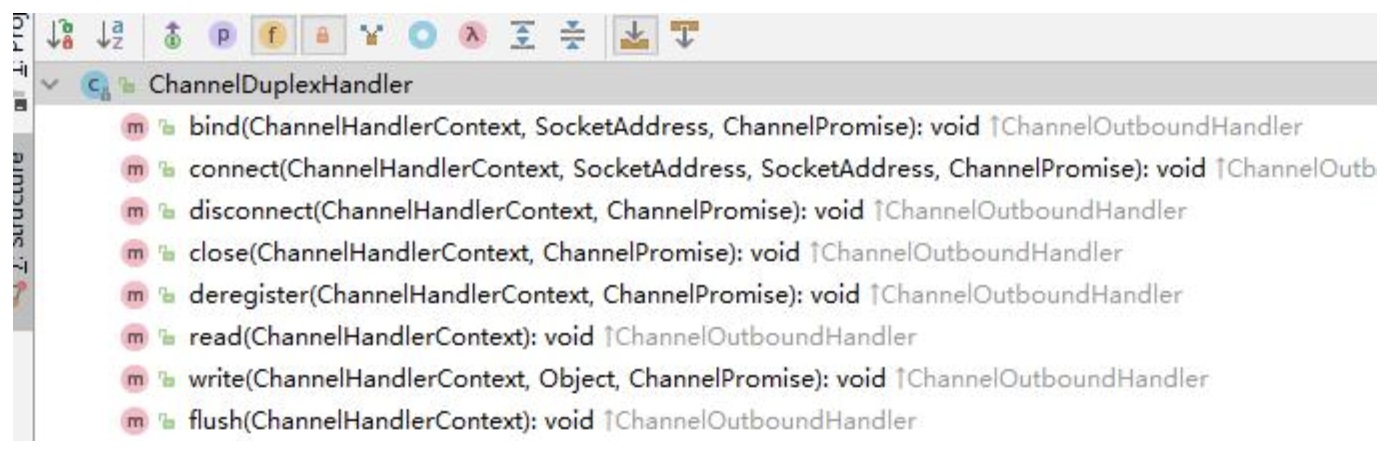 ChannelDuplexHandler
bind(ChannelHandlerContext, SocketAddress, ChannelPromise): void ↑ChannelOutboundHandler
connect(ChannelHandlerContext, SocketAddress, SocketAddress, ChannelPromise): void ↑ChannelOutb
disconnect(ChannelHandlerContext, ChannelPromise): void ↑ChannelOutboundHandler
close(ChannelHandlerContext, ChannelPromise): void ↑ChannelOutboundHandler
deregister(ChannelHandlerContext, ChannelPromise): void ↑ChannelOutboundHandler
read(ChannelHandlerContext): void ↑ChannelOutboundHandler
write(ChannelHandlerContext, Object, ChannelPromise): void ↑ChannelOutboundHandler
flush(ChannelHandlerContext): void ↑ChannelOutboundHandler